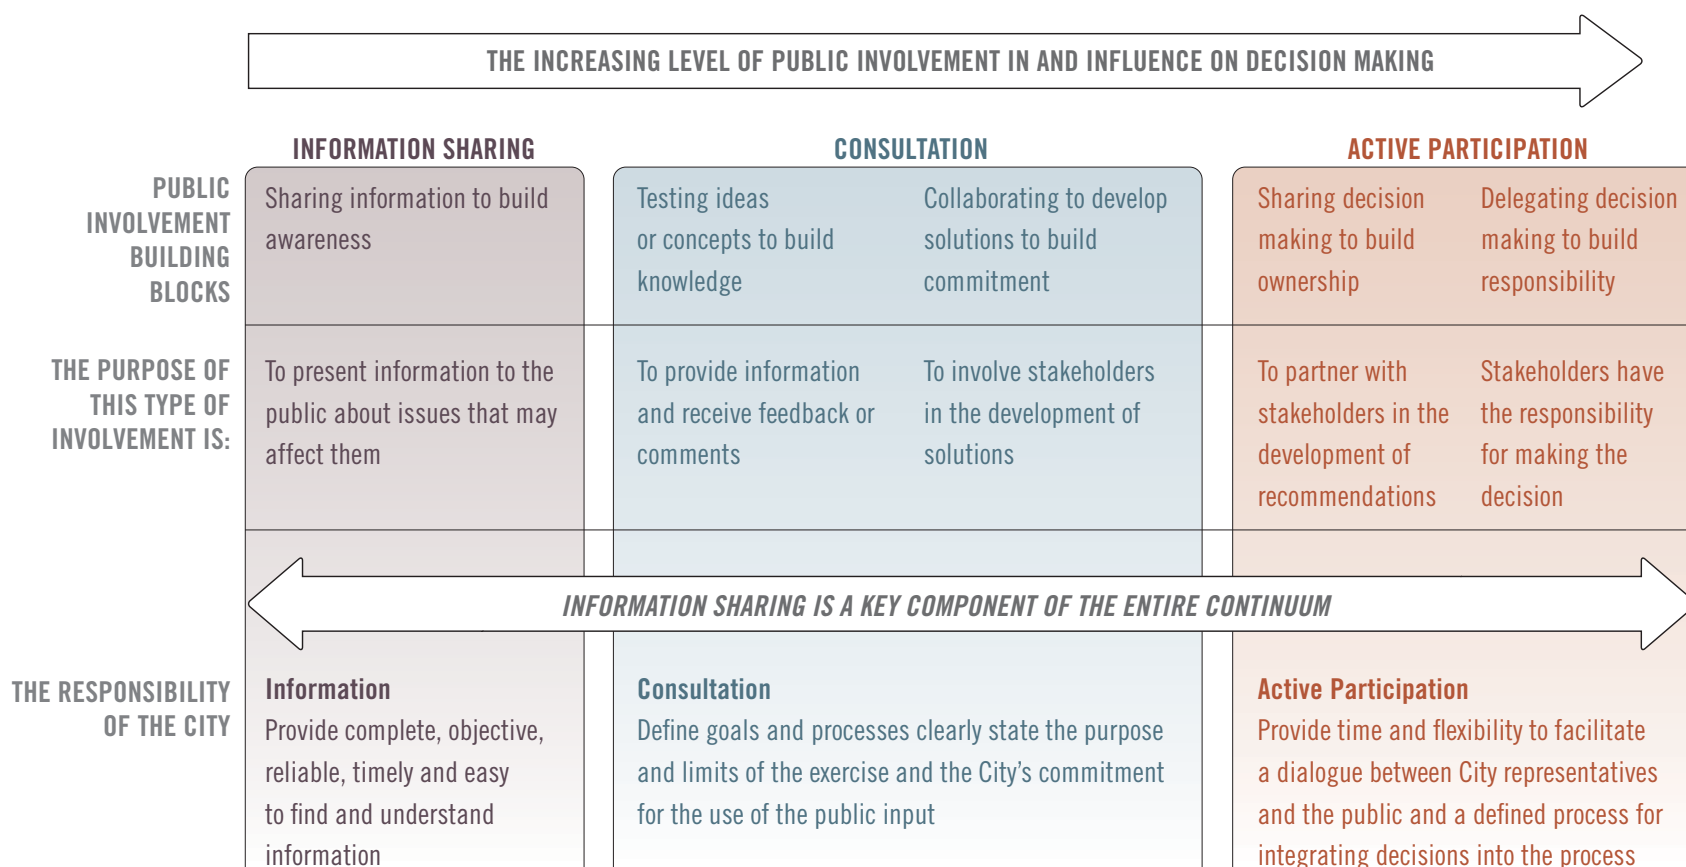 THE INCREASING LEVEL OF PUBLIC INVOLVEMENT IN AND INFLUENCE ON DECISION MAKING
INFORMATION SHARING
CONSULTATION
ACTIVE PARTICIPATION
PUBLIC
INVOLVEMENT
BUILDING
BLOCKS
Sharing information to build
awareness
Testing ideas
or concepts to build
knowledge
Collaborating to develop
solutions to build
commitment
Sharing decision
making to build
ownership
Delegating decision
making to build
responsibility
THE PURPOSE OF
THIS TYPE OF
INVOLVEMENT IS:
To present information to the
public about issues that may
affect them
To provide information
and receive feedback or
comments
To involve stakeholders
in the development of
solutions
To partner with
stakeholders in the
development of
recommendations
Stakeholders have
the responsibility
for making the
decision
INFORMATION SHARING IS A KEY COMPONENT OF THE ENTIRE CONTINUUM
THE RESPONSIBILITY
OF THE CITY
Information
Provide complete, objective,
reliable, timely and easy
to find and understand
information
Consultation
Define goals and processes clearly state the purpose
and limits of the exercise and the City's commitment
for the use of the public input
Active Participation
Provide time and flexibility to facilitate
a dialogue between City representatives
and the public and a defined process for
integrating decisions into the process